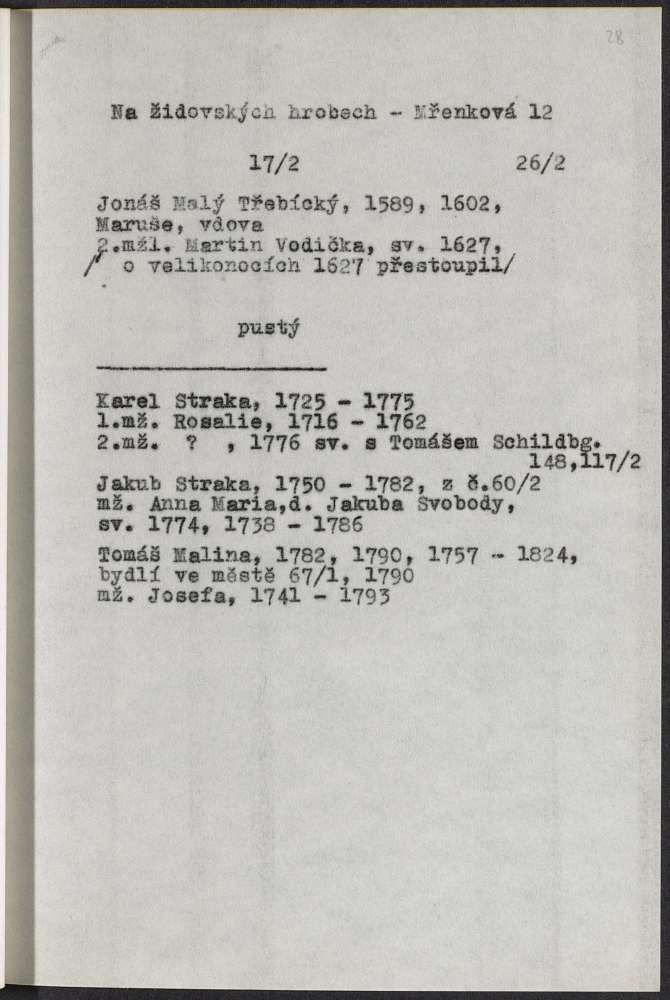 28
Na židovských hrobech - Mřenková 12
17/2 26/2
Jonáš Malý Třebícký, 1589, 1602,
Maruše, vdova
2.mžl. Martin Vodička, sv. 1627,
/ o velikonocích 1627 přestoupil/
pustý
Karel Straka, 1725 - 1775
1.mž. Rosalie, 1716 - 1762
2.mž. ? , 1776 sv. s Tomášem Schildbg.
148,117/2
Jakub Straka, 1750 - 1782, z č.60/2
mž. Anna Maria,d. Jakuba Svobody,
sv. 1774, 1738 - 1786
Tomáš Malina, 1782, 1790, 1757 - 1824,
bydlí ve městě 67/1, 1790
mž. Josefa, 1741 - 1793